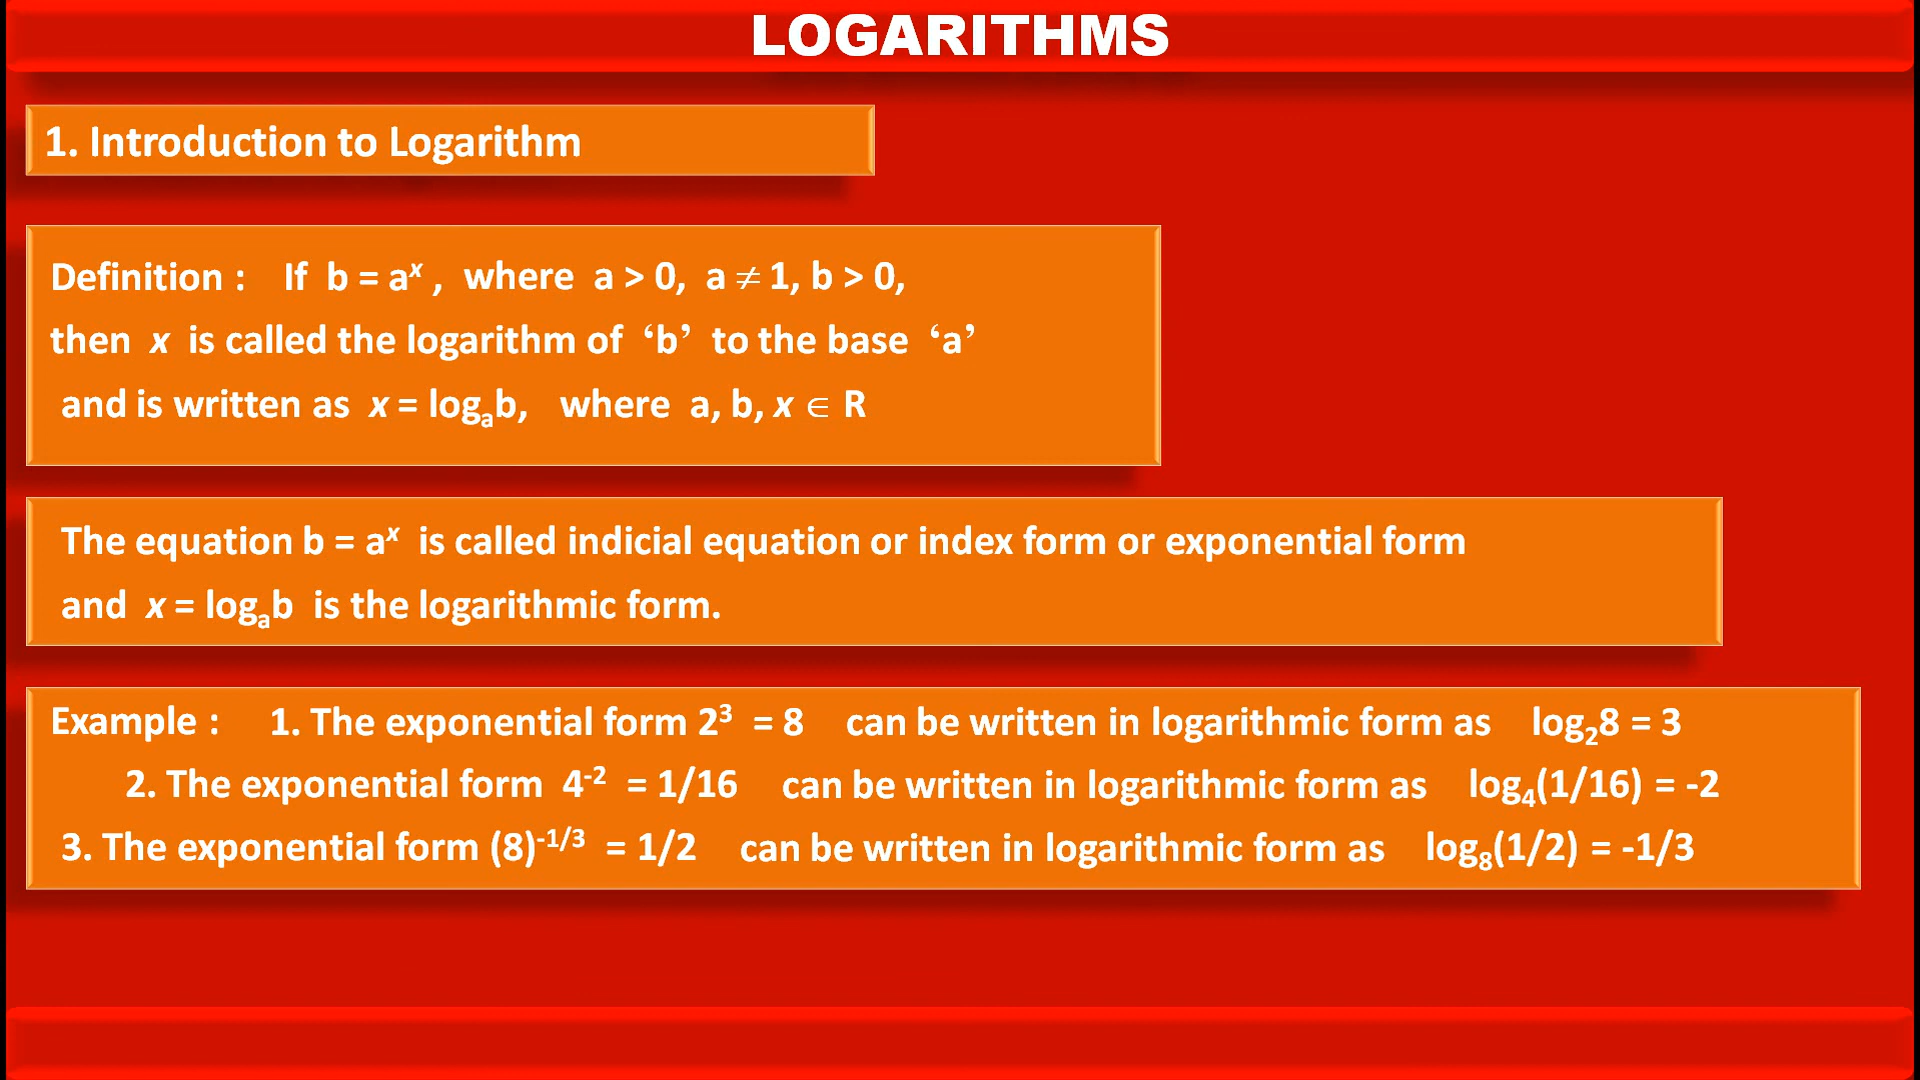 LOGARITHMS
1. Introduction to Logarithm
Definition :   If  b = aˣ ,  where  a > 0,  a ≠ 1, b > 0,
then  x  is called the logarithm of  ‘b’  to the base  ‘a’
and is written as  x = logₐb,   where  a, b, x ∈ R
The equation b = aˣ  is called indicial equation or index form or exponential form
and  x = logₐb  is the logarithmic form.
Example :    1. The exponential form 2³  = 8    can be written in logarithmic form as    log₂8 = 3
2. The exponential form  4⁻²  = 1/16    can be written in logarithmic form as    log₄(1/16) = -2
3. The exponential form (8)^-1/3  = 1/2    can be written in logarithmic form as    log₈(1/2) = -1/3